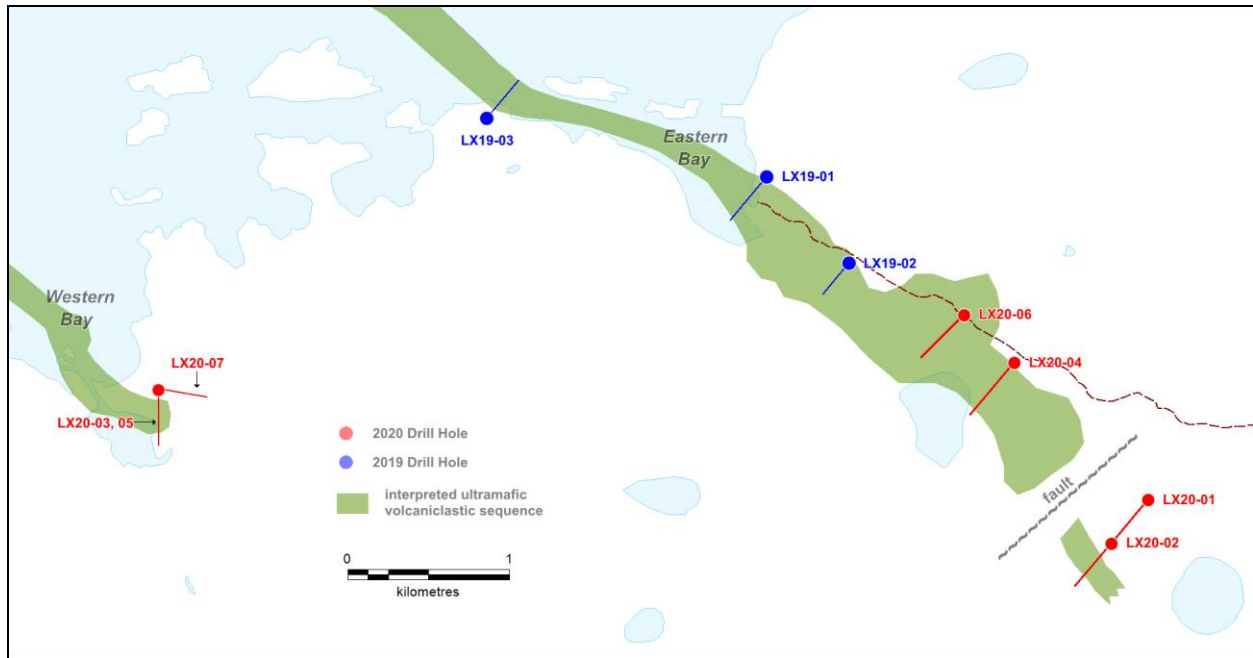 LX19-03
Eastern
Bay
LX19-01
LX19-02
LX20-06
LX20-04
Western
Bay
LX20-07
LX20-03, 05
2020 Drill Hole
2019 Drill Hole
interpreted ultramafic
volcaniclastic sequence
0 1
kilometres
fault
LX20-01
LX20-02